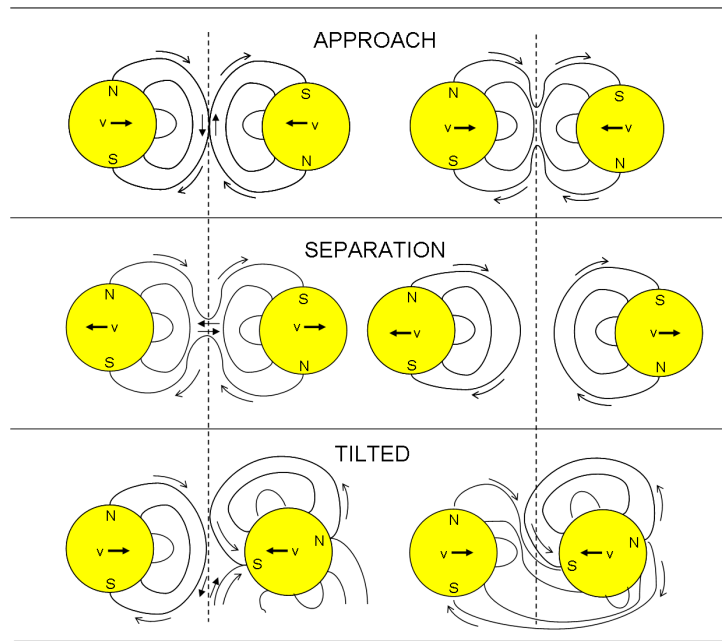 APPROACH
N S N S
v v v v
S N S N
SEPARATION
N S N S
v v v v
S N S N
TILTED
N N N N
v v v v
S S S S